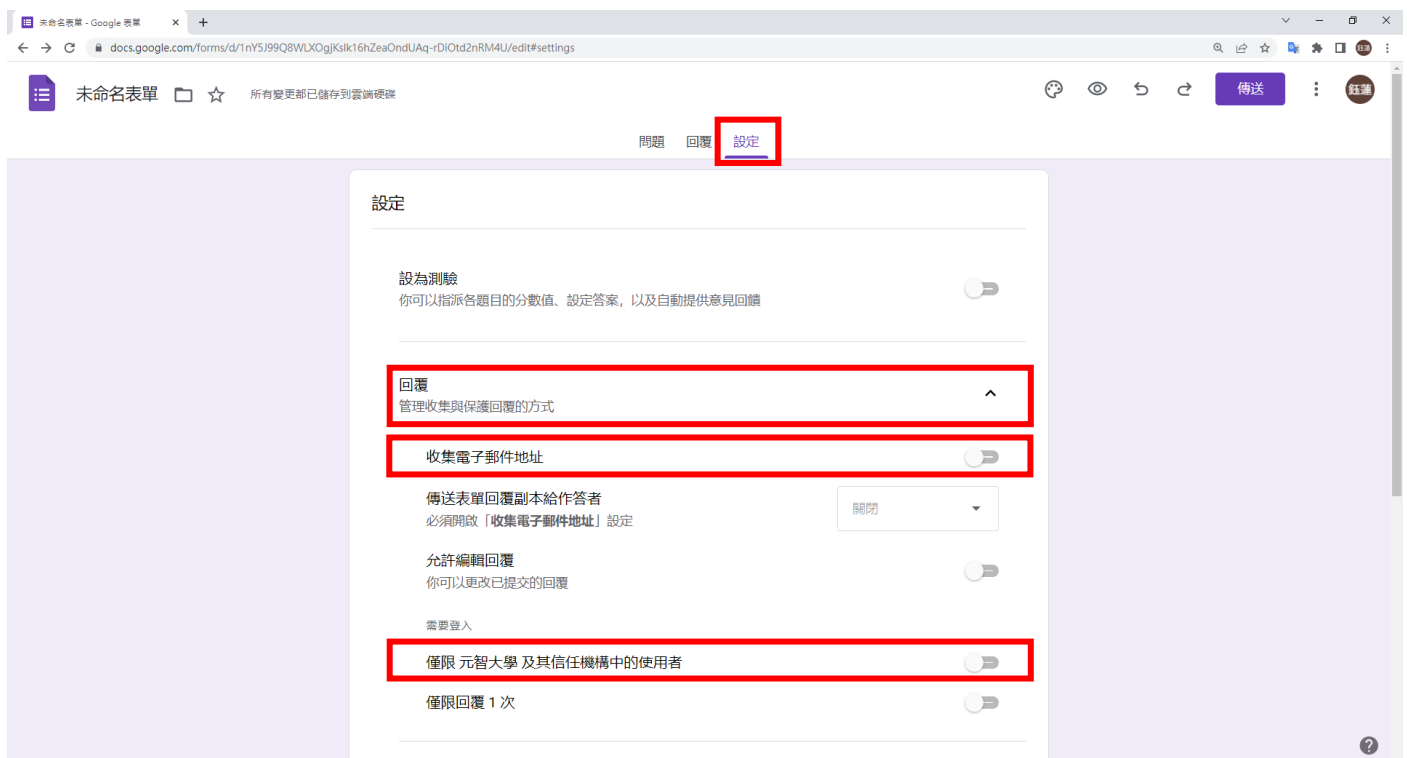 未命名表單 - Google 表單
docs.google.com/forms/d/1nY5J99Q8WLXOgjKslk16hZeaOndUAq-rDiOtd2nRM4U/edit#settings
鈺蓮
未命名表單
所有變更都已儲存到雲端硬碟
傳送
鈺蓮
問題 回覆 設定
設定
設為測驗
你可以指派各題目的分數值、設定答案，以及自動提供意見回饋
回覆
管理收集與保護回覆的方式
收集電子郵件地址
傳送表單回覆副本給作答者
必須開啟「收集電子郵件地址」設定
關閉
允許編輯回覆
你可以更改已提交的回覆
需要登入
僅限 元智大學 及其信任機構中的使用者
僅限回覆 1 次